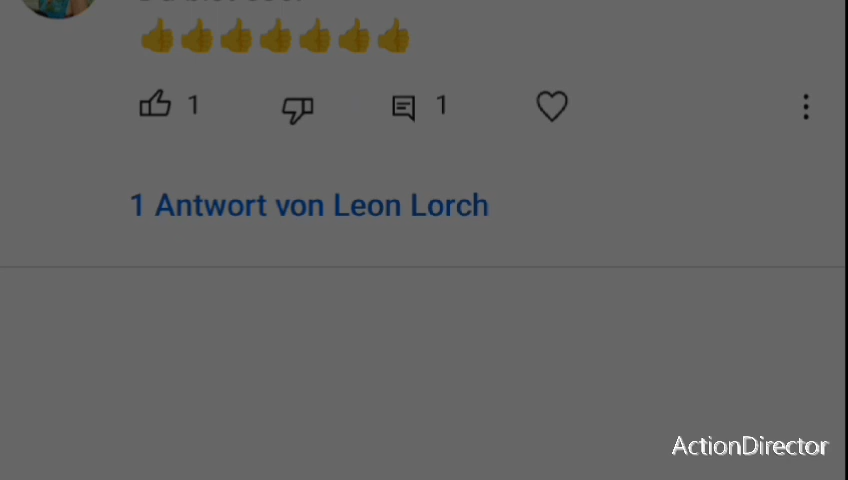 👍👍👍👍👍👍👍
1 1
1 Antwort von Leon Lorch
ActionDirector